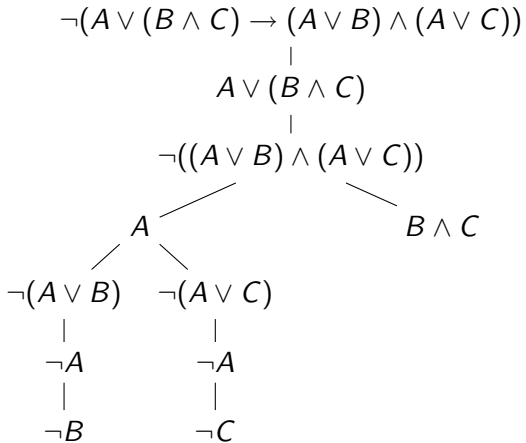 ¬(A ∨ (B ∧ C) → (A ∨ B) ∧ (A ∨ C))
A ∨ (B ∧ C)
¬((A ∨ B) ∧ (A ∨ C))
A B ∧ C
¬(A ∨ B) ¬(A ∨ C)
¬A ¬A
¬B ¬C